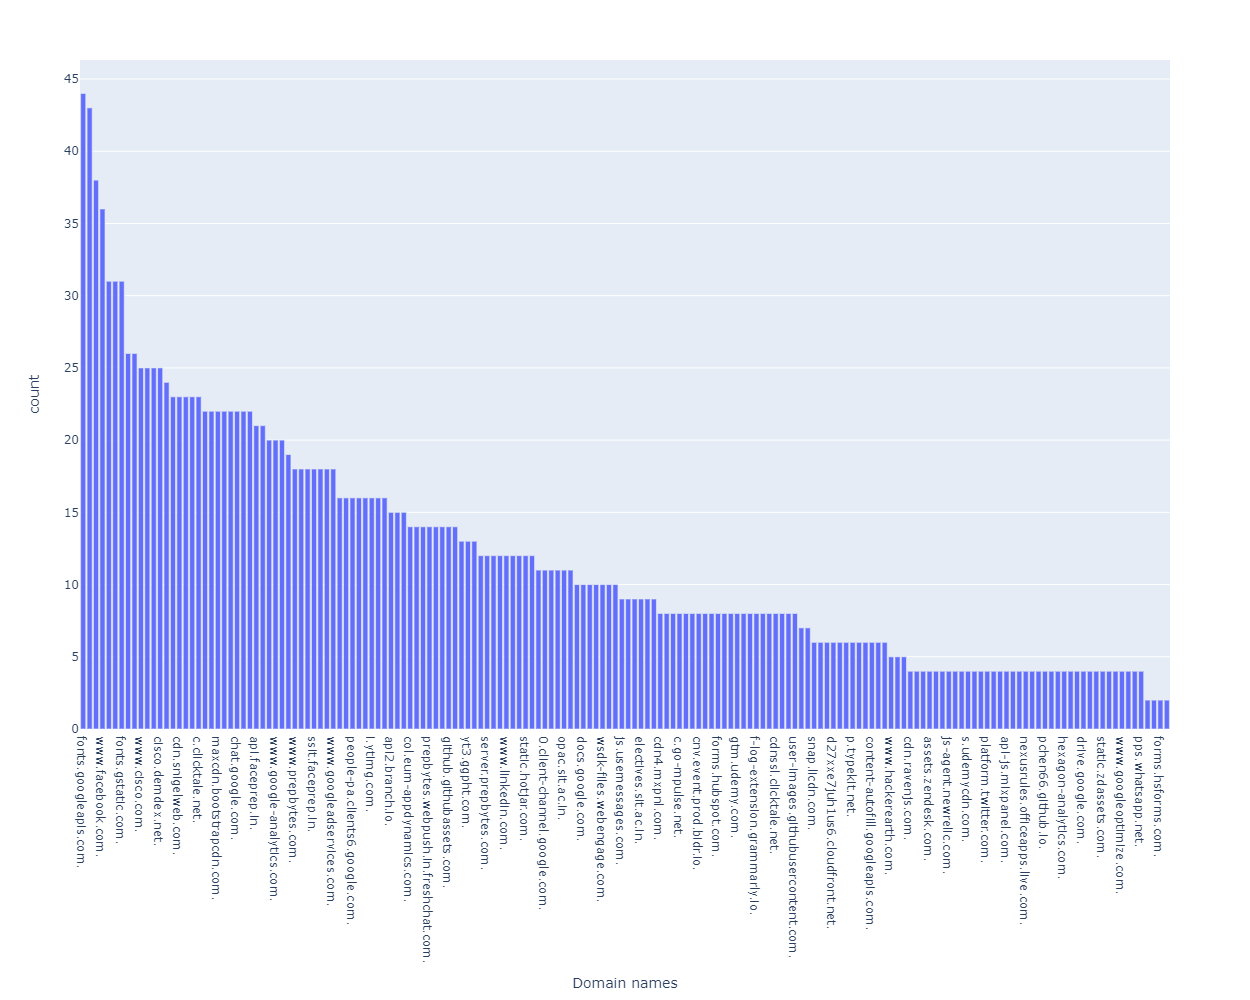 45
40
35
30
25
20
15
10
5
0
count
fonts.googleapis.com.
www.facebook.com.
fonts.gstatic.com.
www.cisco.com.
cisco.demdex.net.
cdn.snigelweb.com.
c.clicktale.net.
maxcdn.bootstrapcdn.com.
chat.google.com.
api.faceprep.in.
www.google-analytics.com.
www.prepbytes.com.
sslt.faceprep.in.
www.googleadservices.com.
people-pa.clients6.google.com.
i.ytimg.com.
api2.branch.io.
col.eum-appdynamics.com.
prepbytes.webpush.in.freshchat.com.
github.githubassets.com.
yt3.ggpht.com.
server.prepbytes.com.
www.linkedin.com.
static.hotjar.com.
0.client-channel.google.com.
opac.sit.ac.in.
docs.google.com.
wsdk-files.webengage.com.
js.usemessages.com.
electives.sit.ac.in.
cdn4.mxpnl.com.
c.go-mpulse.net.
cnv.event.prod.bidr.io.
forms.hubspot.com.
gtm.udemy.com.
f-log-extension.grammarly.io.
cdnssl.clicktale.net.
user-images.githubusercontent.com.
snap.licdn.com.
d27xxe7juh1us6.cloudfront.net.
p.typekit.net.
content-autofill.googleapis.com.
www.hackerearth.com.
cdn.ravenjs.com.
assets.zendesk.com.
js-agent.newrelic.com.
s.udemycdn.com.
platform.twitter.com.
api-js.mixpanel.com.
nexusrules.officeapps.live.com.
pchen66.github.io.
hexagon-analytics.com.
drive.google.com.
static.zdassets.com.
www.googleoptimize.com.
pps.whatsapp.net.
forms.hsforms.com.
Domain names